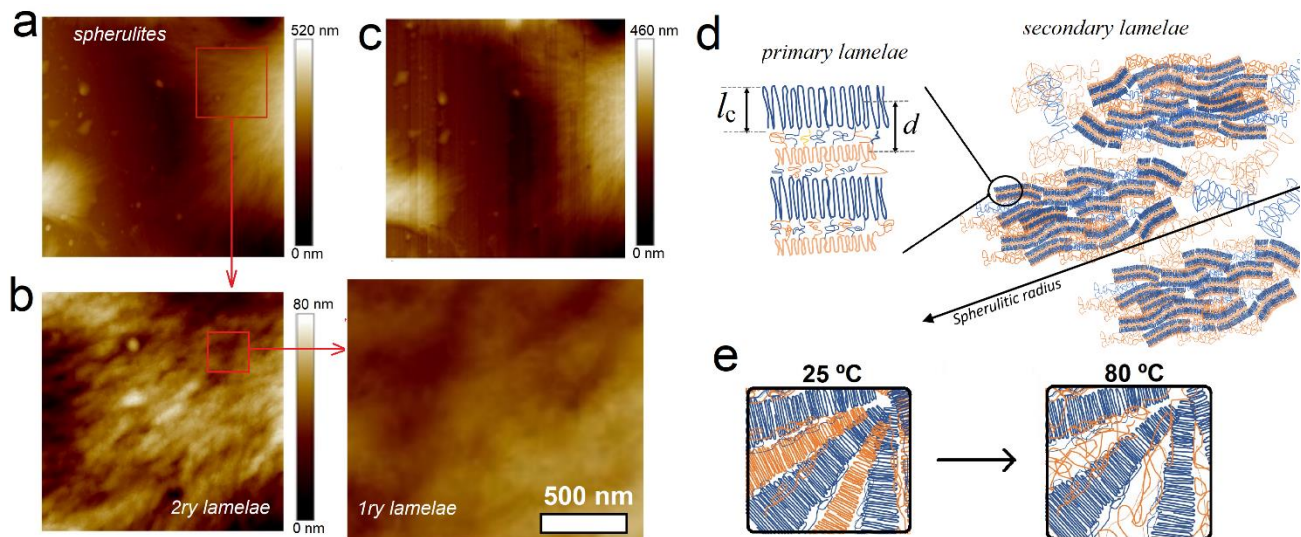 a
spherulites
520 nm
0 nm
c
460 nm
0 nm
b
80 nm
0 nm
2ry lamelae
1ry lamelae
500 nm
d
primary lamelae
secondary lamelae
lc
d
Spherulitic radius
e
25 ºC
80 ºC